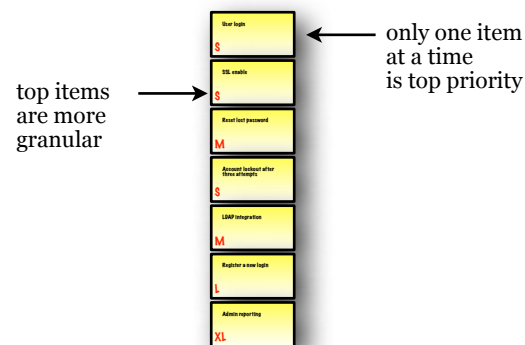 User login
S
only one item
at a time
is top priority
SSL enable
S
top items
are more
granular
Reset lost password
M
Account lockout after
three attempts
S
LDAP integration
M
Register a new login
L
Admin reporting
XL